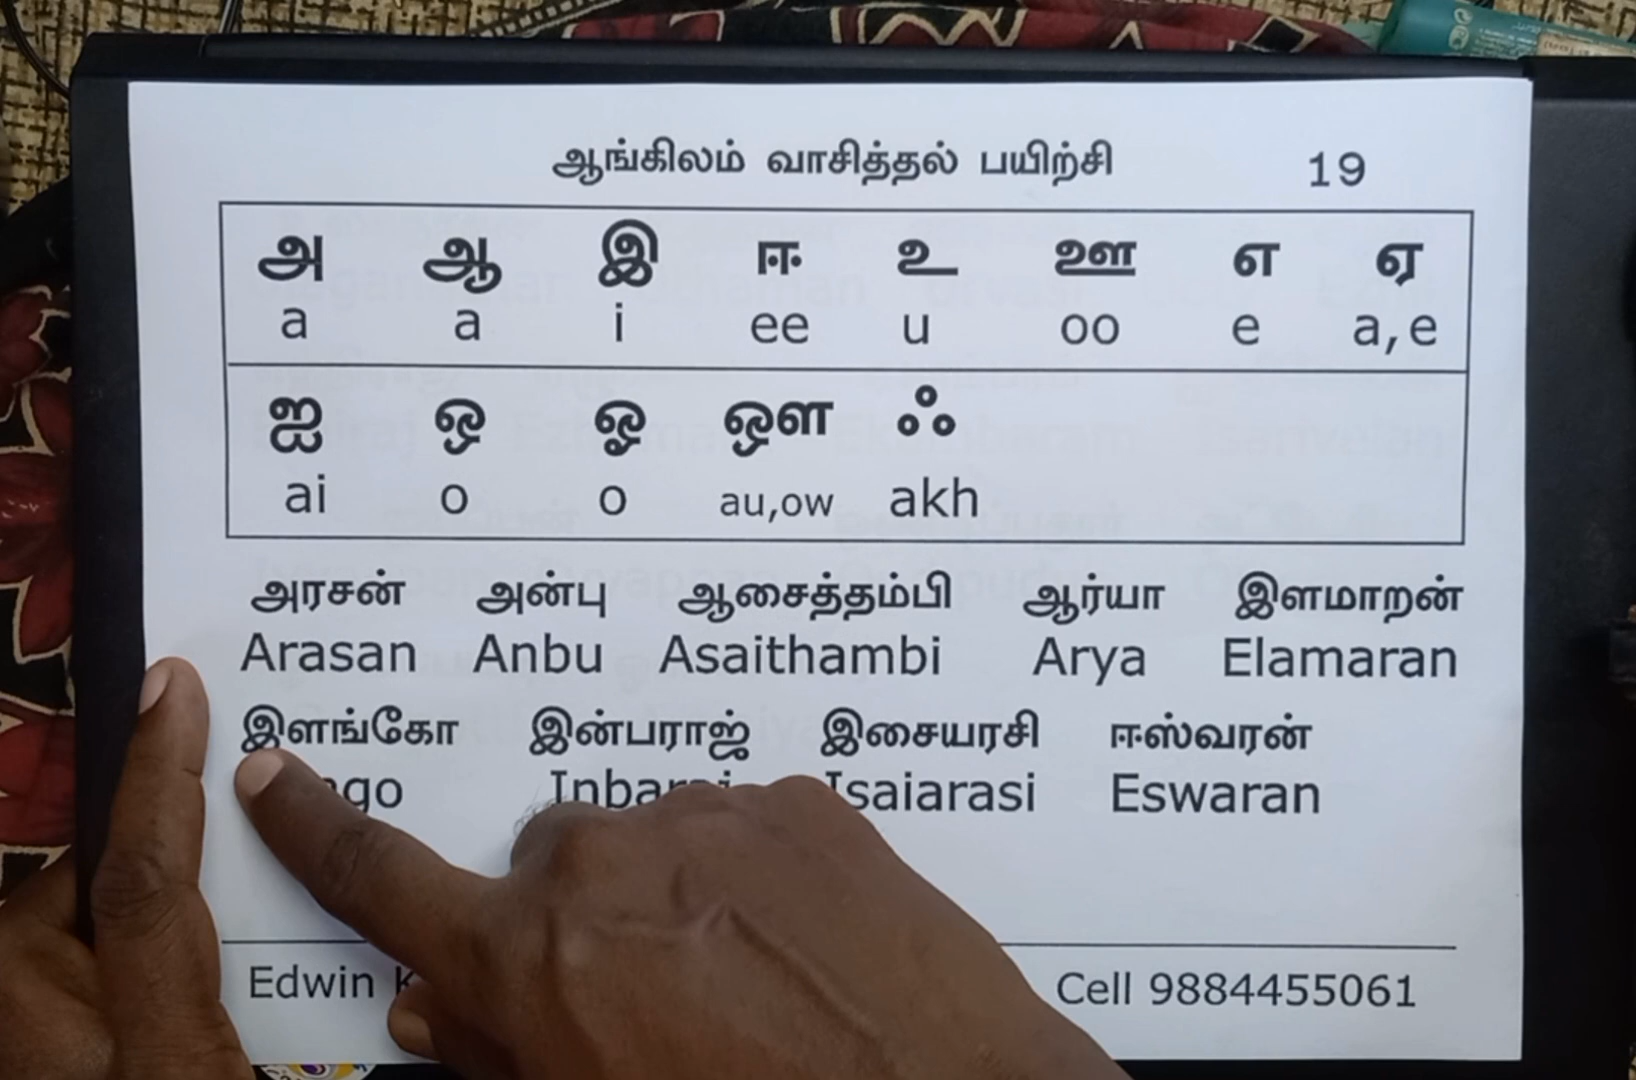 ஆங்கிலம் வாசித்தல் பயிற்சி 19
அ ஆ இ ஈ உ ஊ எ ஏ
a a i ee u oo e a,e
ஐ ஒ ஓ ஔ ஃ
ai o o au,ow akh
அரசன் அன்பு ஆசைத்தம்பி ஆர்யா இளமாறன்
Arasan Anbu Asaithambi Arya Elamaran
இளங்கோ இன்பராஜ் இசையரசி ஈஸ்வரன்
Inbaraj Isaiarasi Eswaran
Edwin Cell 9884455061